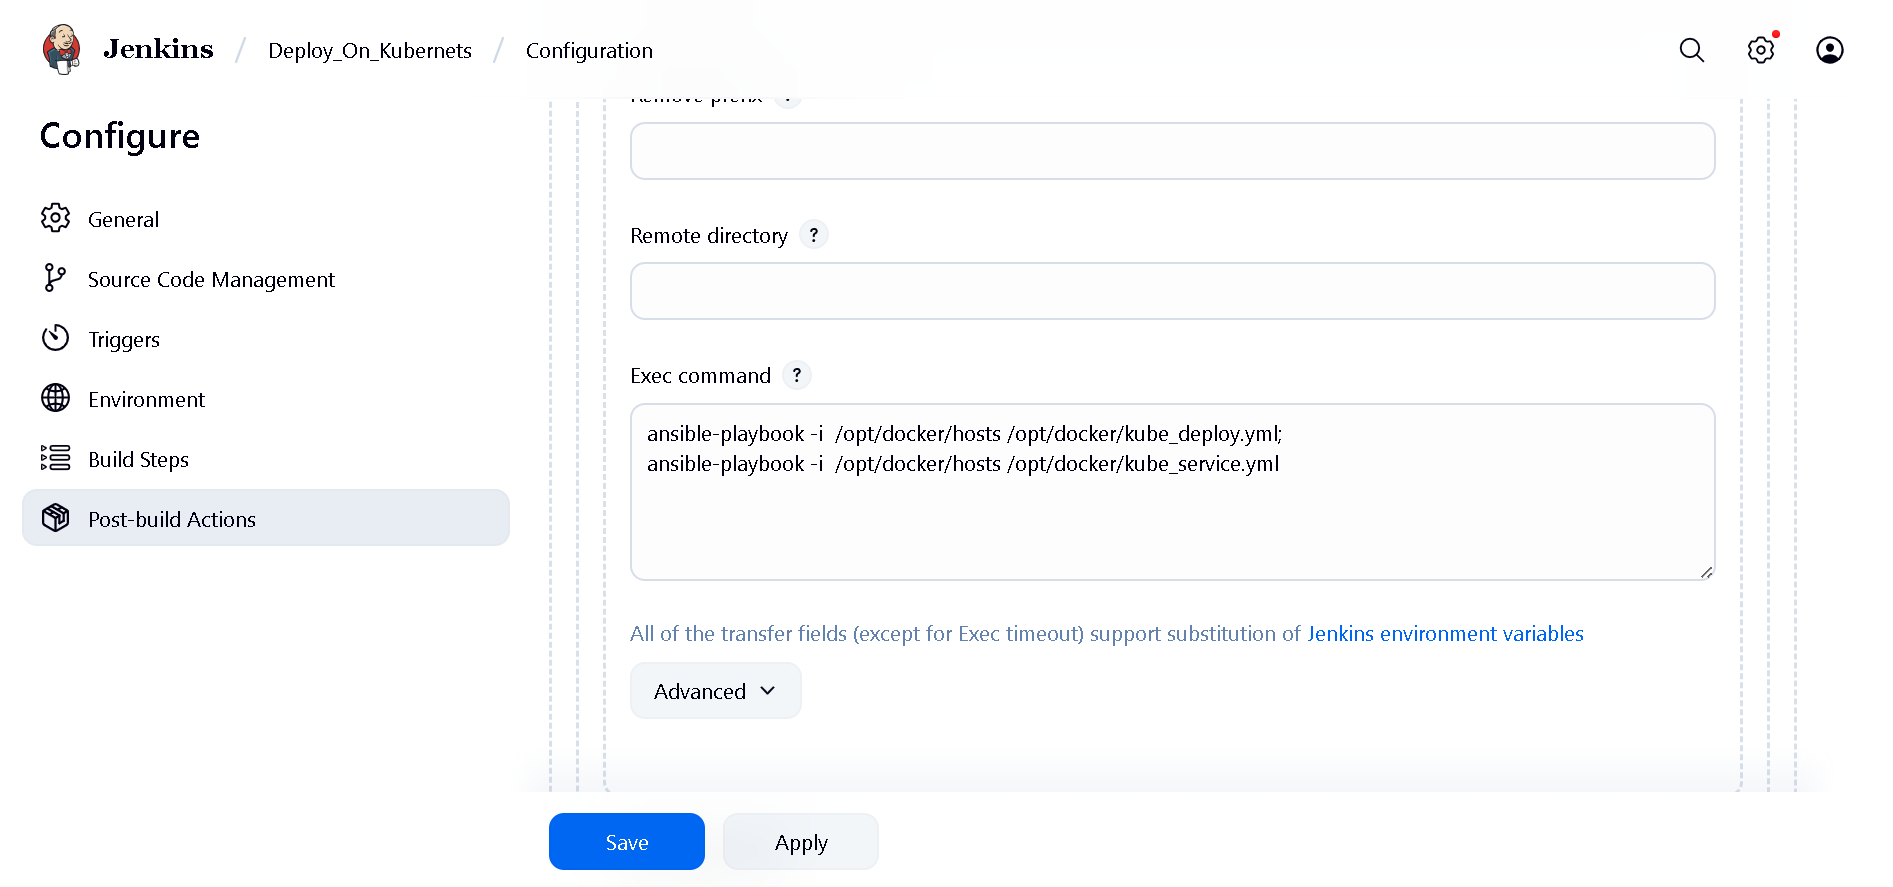 Jenkins / Deploy_On_Kubernets / Configuration
Configure
General
Source Code Management
Triggers
Environment
Build Steps
Post-build Actions
Remove prefix ?
Remote directory ?
Exec command ?
ansible-playbook -i  /opt/docker/hosts /opt/docker/kube_deploy.yml;
ansible-playbook -i  /opt/docker/hosts /opt/docker/kube_service.yml
All of the transfer fields (except for Exec timeout) support substitution of Jenkins environment variables
Advanced
Save
Apply